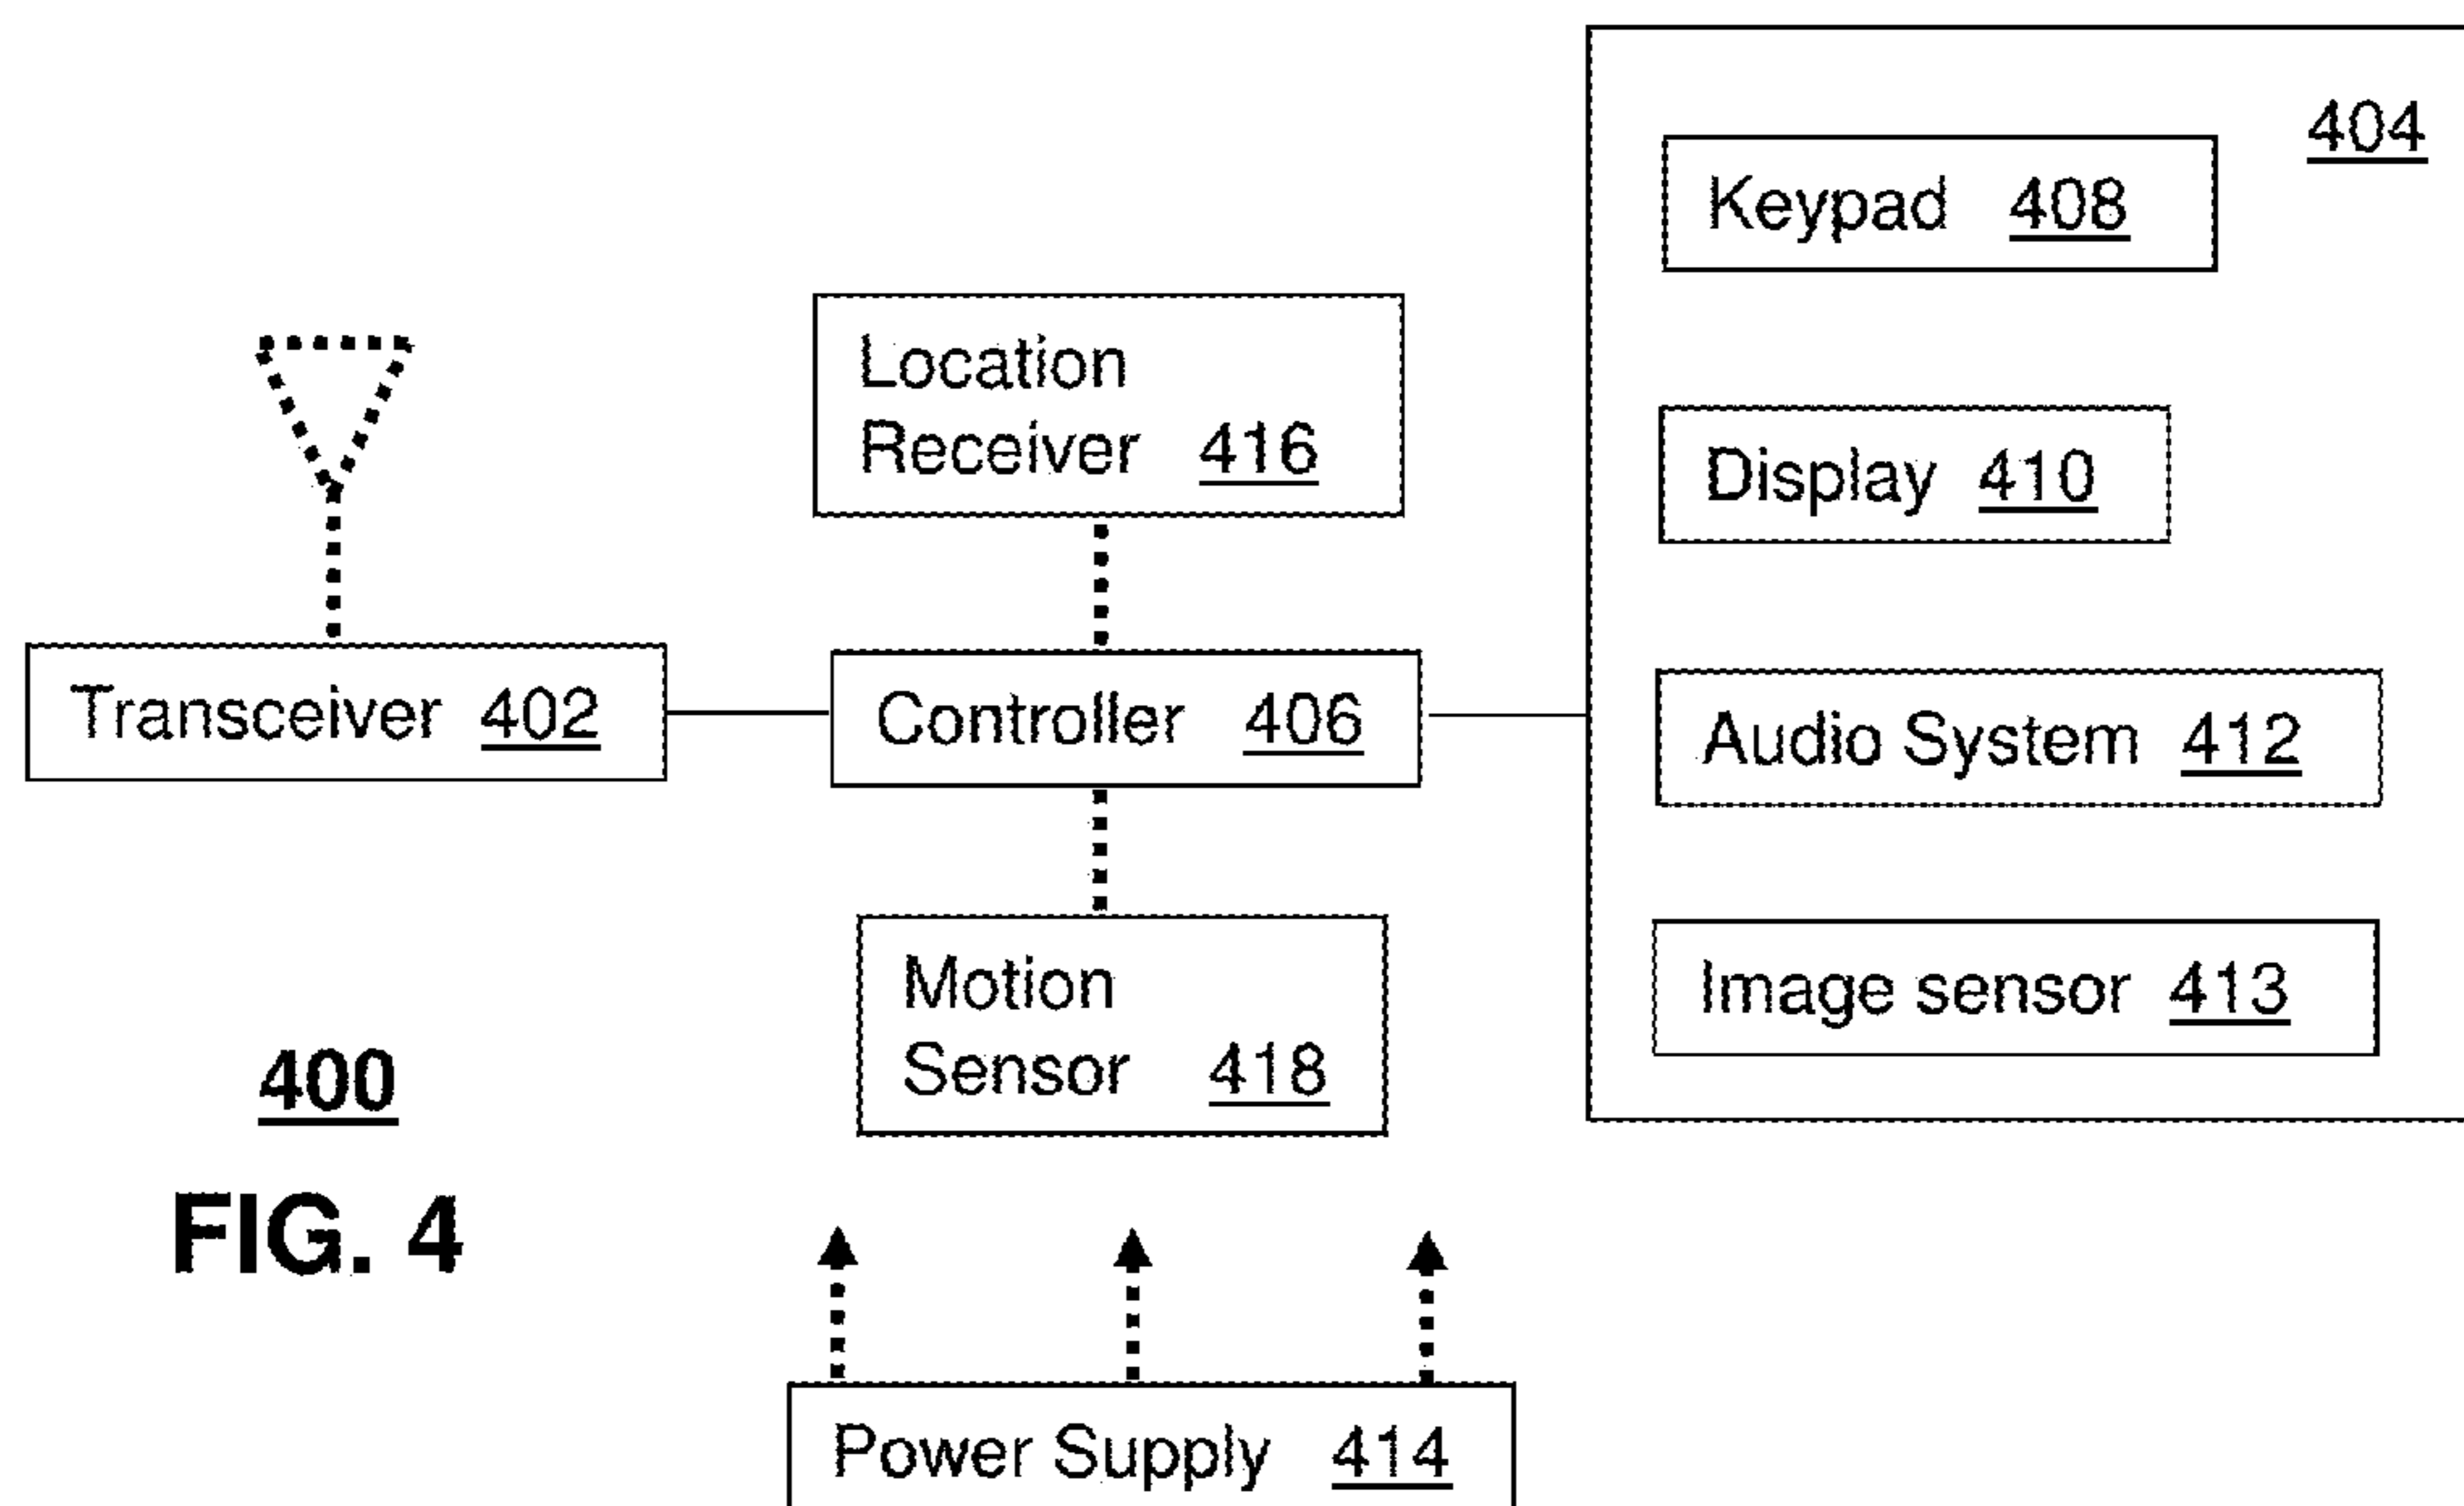 404
Keypad 408
Location
Receiver 416
Display 410
Transceiver 402
Controller 406
Audio System 412
Motion
Sensor 418
Image sensor 413
400
FIG. 4
Power Supply 414